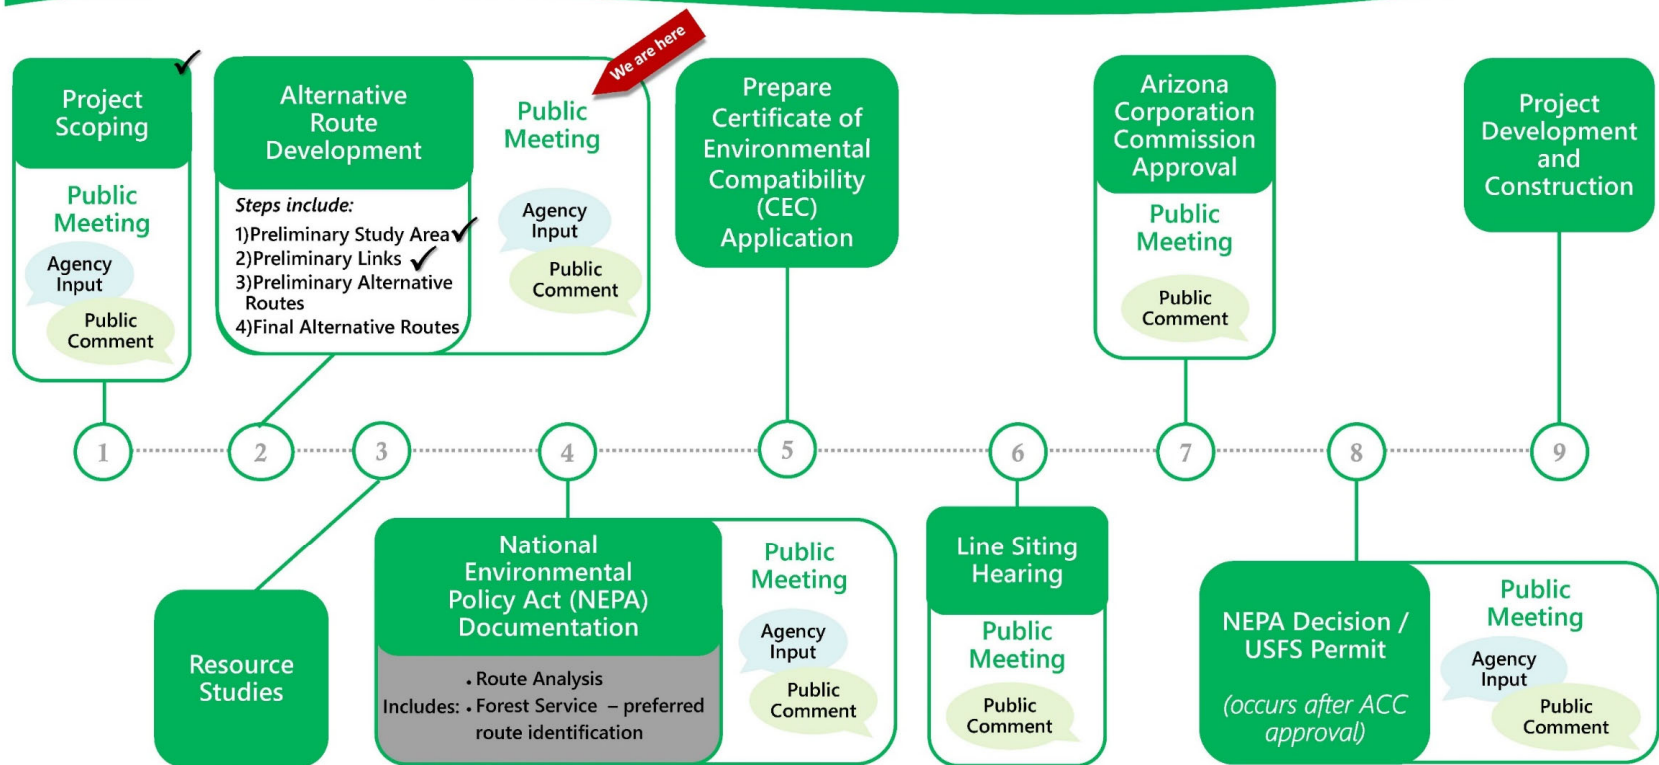 Project
Scoping
Public
Meeting
Agency
Input
Public
Comment
Alternative
Route
Development
Steps include:
1)Preliminary Study Area
2)Preliminary Links
3)Preliminary Alternative
Routes
4)Final Alternative Routes
We are here
Public
Meeting
Agency
Input
Public
Comment
Prepare
Certificate of
Environmental
Compatibility
(CEC)
Application
Arizona
Corporation
Commission
Approval
Public
Meeting
Public
Comment
Project
Development
and
Construction
1
2
3
4
5
6
7
8
9
Resource
Studies
National
Environmental
Policy Act (NEPA)
Documentation
Includes:
• Route Analysis
• Forest Service – preferred
route identification
Public
Meeting
Agency
Input
Public
Comment
Line Siting
Hearing
Public
Meeting
Public
Comment
NEPA Decision /
USFS Permit
(occurs after ACC
approval)
Public
Meeting
Agency
Input
Public
Comment